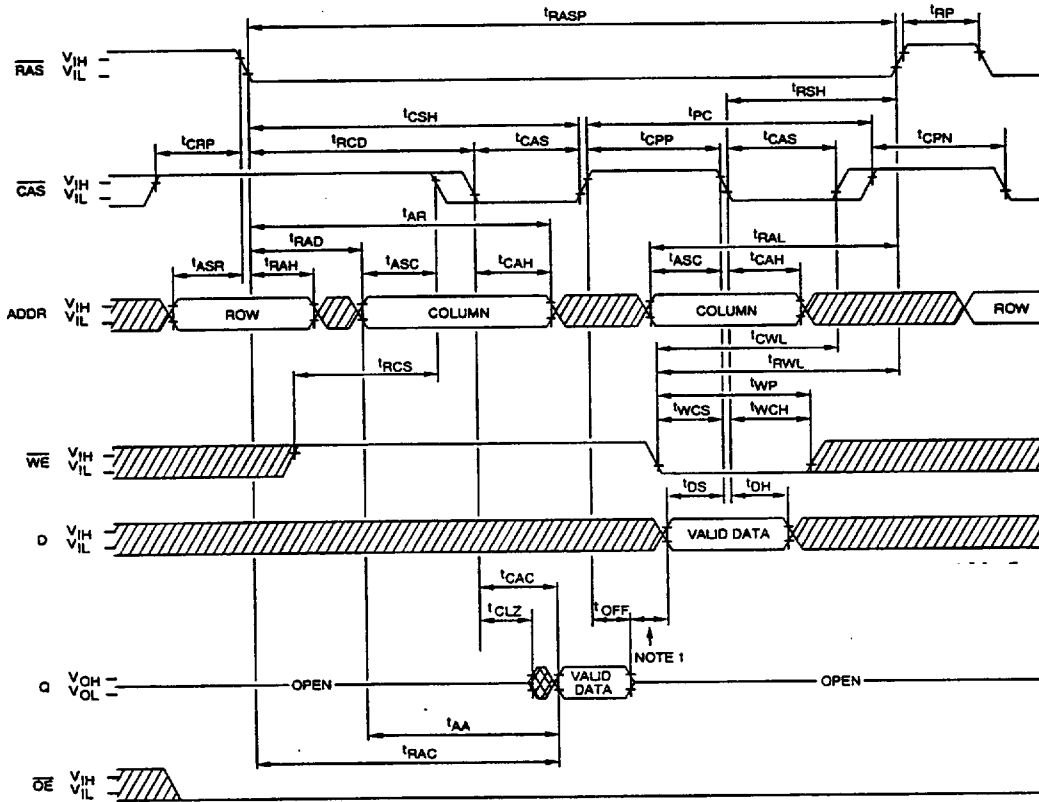 tRASP tRP
RAS VIH
VIL
tRSH
tCSH tPC
tCRP tRCD tCAS tCPP tCAS tCPN
CAS VIH
VIL
tAR
tRAD tRAL
tASR tRAH tASC tCAH tASC tCAH
ADDR VIH
VIL
ROW COLUMN COLUMN ROW
tCWL
tRCS tRWL
tWP
tWCS tWCH
WE VIH
VIL
tDS tDH
D VIH
VIL
VALID DATA
tCAC
tCLZ tOFF
NOTE 1
Q VOH
VOL
OPEN VALID DATA OPEN
tAA
tRAC
OE VIH
VIL